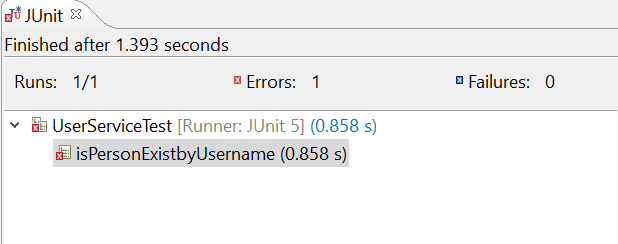 JUnit
Finished after 1.393 seconds
Runs: 1/1 Errors: 1 Failures: 0
UserServiceTest [Runner: JUnit 5] (0.858 s)
isPersonExistbyUsername (0.858 s)